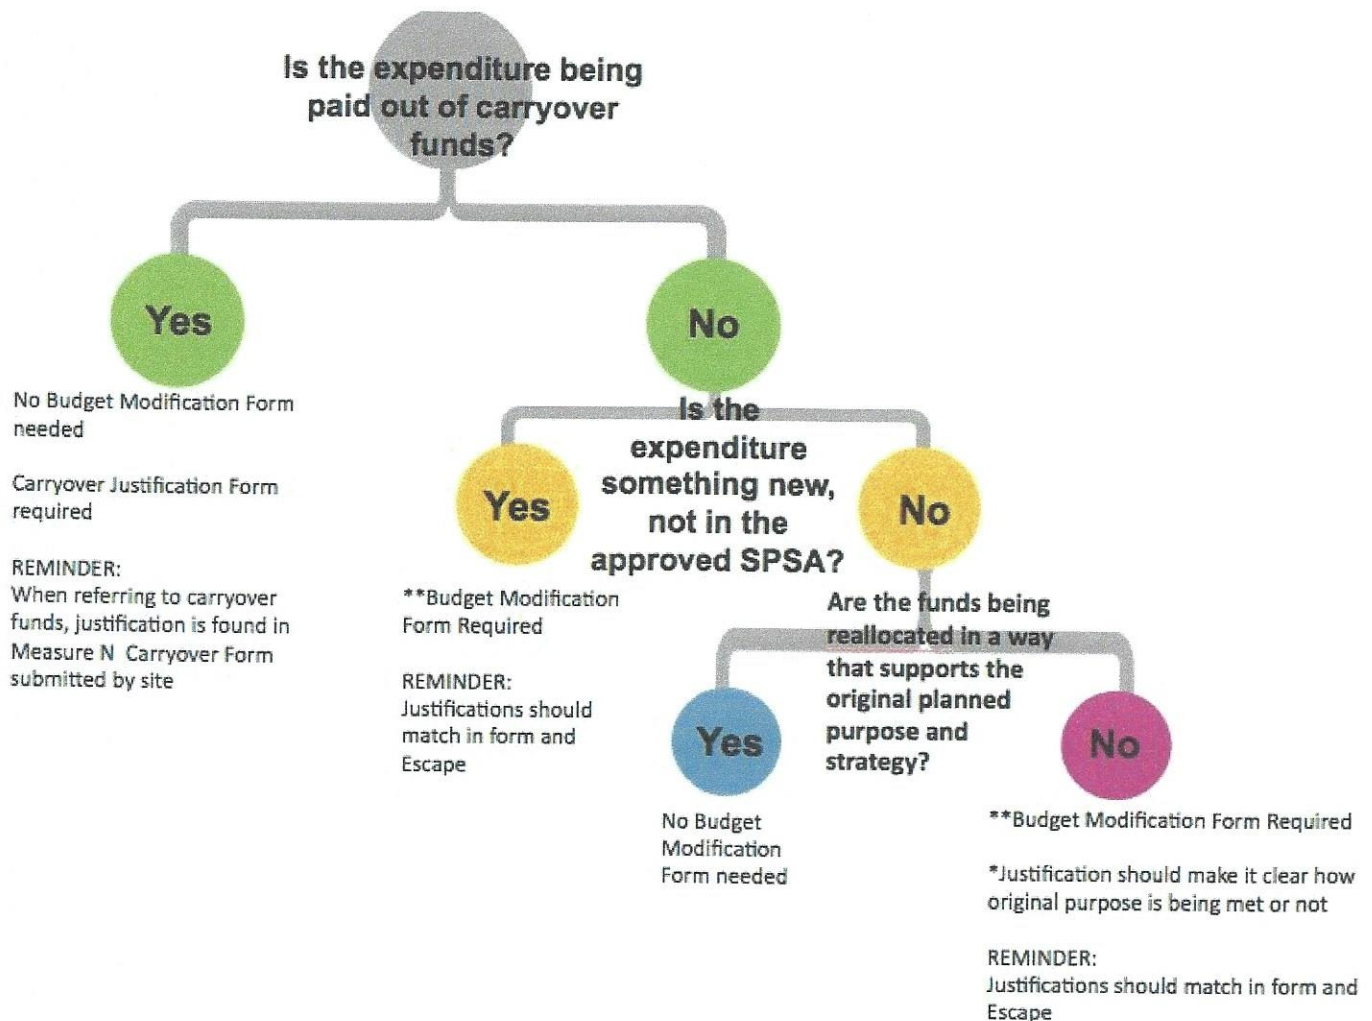 Is the expenditure being
paid out of carryover
funds?
Yes
No
No Budget Modification Form
needed
Carryover Justification Form
required
REMINDER:
When referring to carryover
funds, justification is found in
Measure N Carryover Form
submitted by site
Is the
expenditure
something new,
not in the
approved SPSA?
Yes
No
**Budget Modification
Form Required
REMINDER:
Justifications should
match in form and
Escape
Are the funds being
reallocated in a way
that supports the
original planned
purpose and
strategy?
Yes
No
No Budget
Modification
Form needed
**Budget Modification Form Required
*Justification should make it clear how
original purpose is being met or not
REMINDER:
Justifications should match in form and
Escape